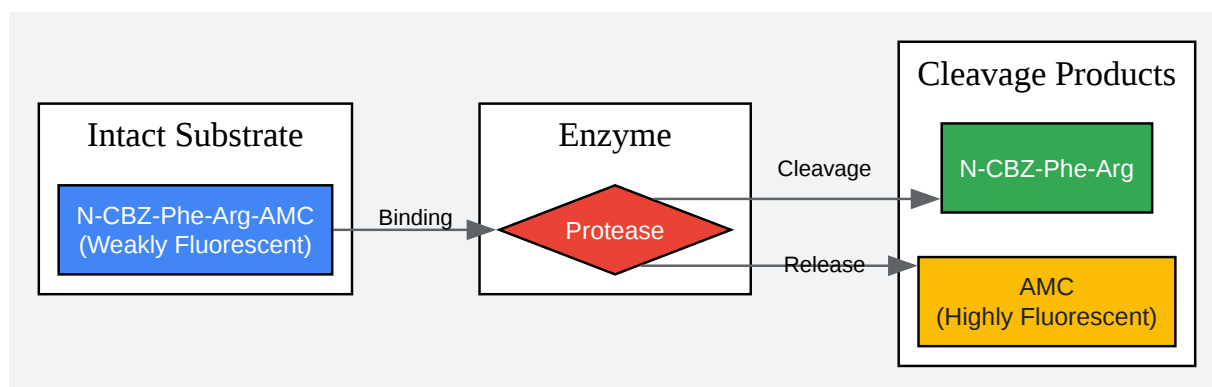 Intact Substrate
N-CBZ-Phe-Arg-AMC
(Weakly Fluorescent)
Binding
Enzyme
Protease
Cleavage
Release
Cleavage Products
N-CBZ-Phe-Arg
AMC
(Highly Fluorescent)